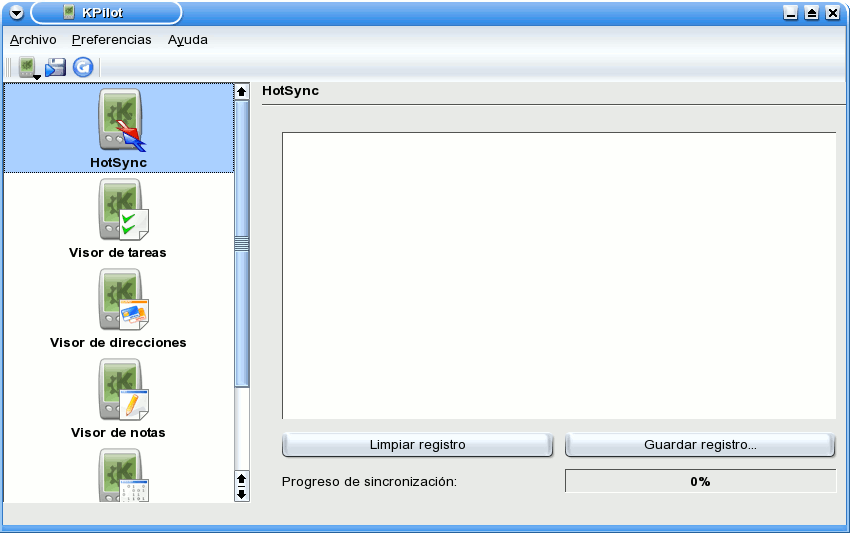 KPilot
Archivo Preferencias Ayuda
HotSync
Visor de tareas
Visor de direcciones
Visor de notas
HotSync
Limpiar registro Guardar registro...
Progreso de sincronización: 0%